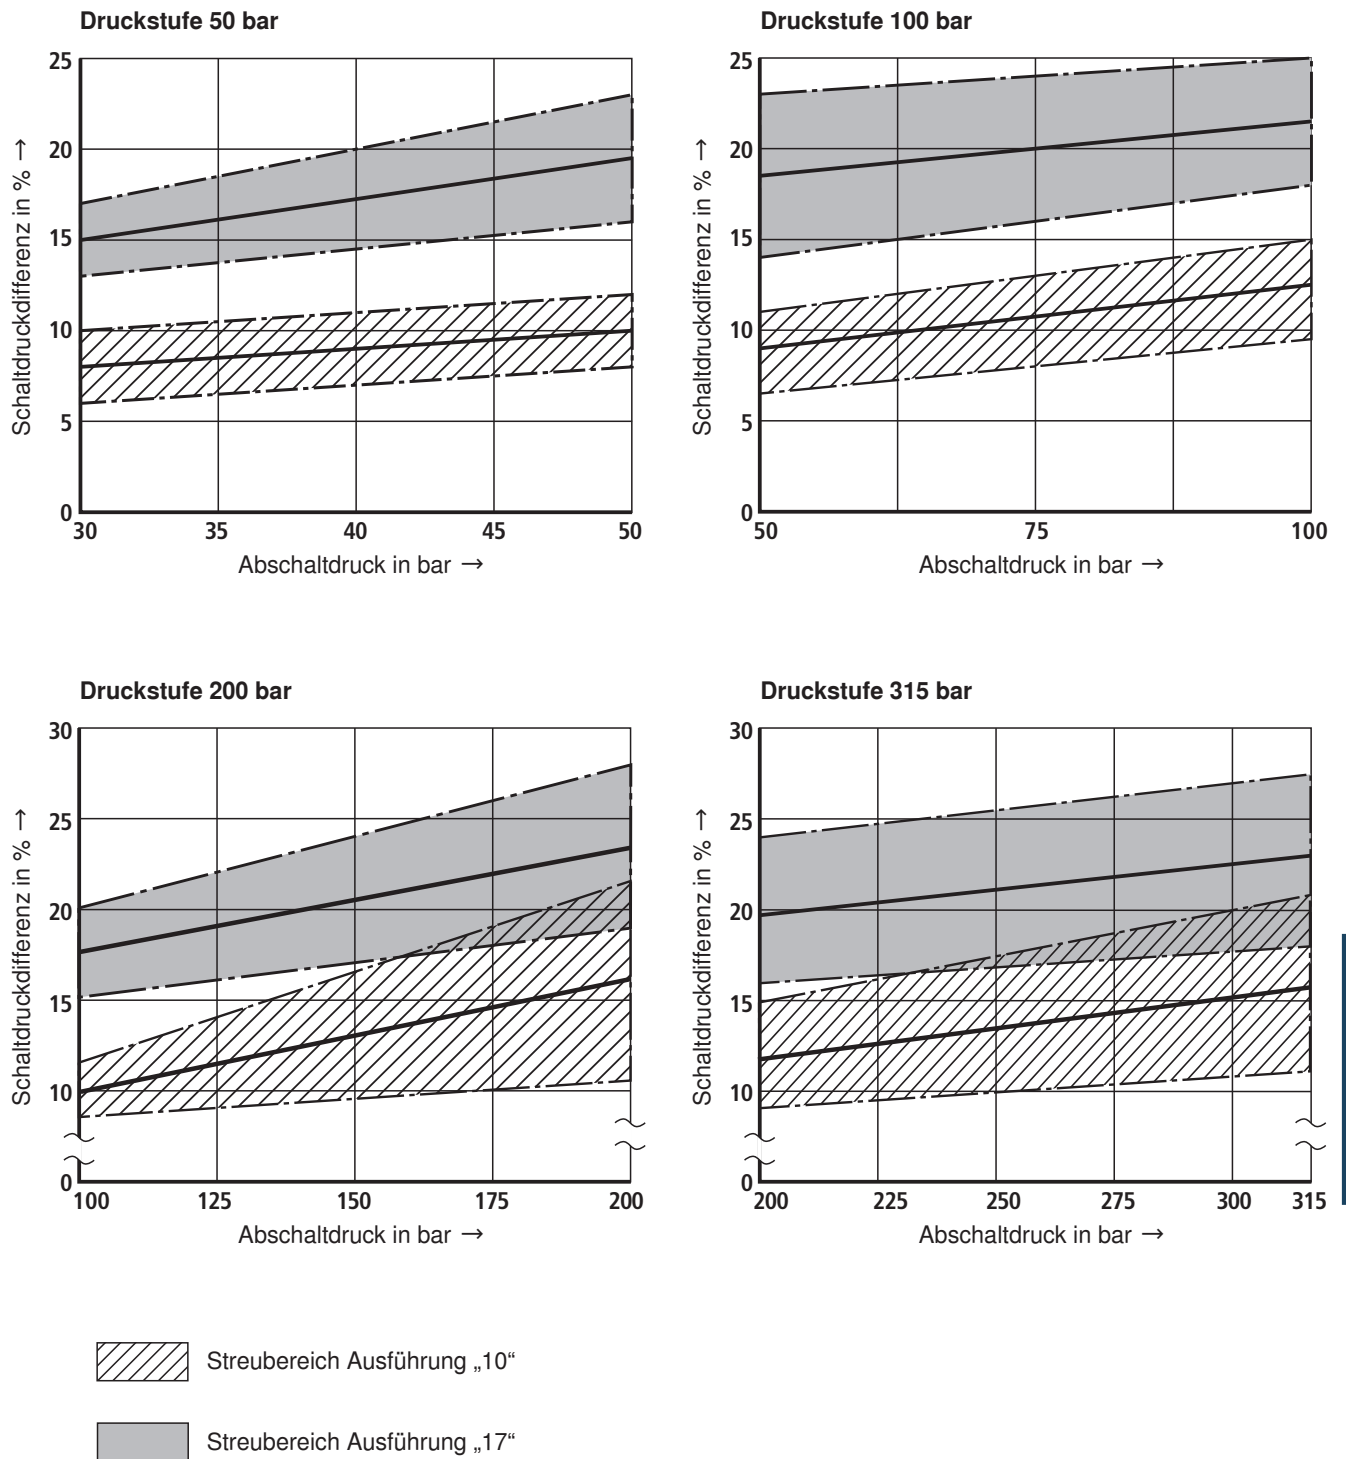 Druckstufe 50 bar
Schaltdruckdifferenz in % →
25
20
15
10
5
0
30 35 40 45 50
Abschaltdruck in bar →
Druckstufe 100 bar
Schaltdruckdifferenz in % →
25
20
15
10
5
0
50 75 100
Abschaltdruck in bar →
Druckstufe 200 bar
Schaltdruckdifferenz in % →
30
25
20
15
10
0
100 125 150 175 200
Abschaltdruck in bar →
Druckstufe 315 bar
Schaltdruckdifferenz in % →
30
25
20
15
10
0
200 225 250 275 300 315
Abschaltdruck in bar →
Streubereich Ausführung „10“
Streubereich Ausführung „17“